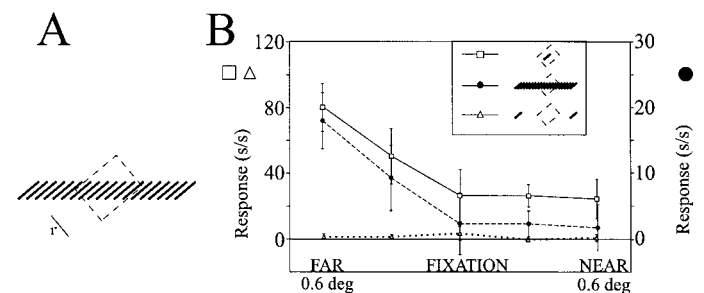 A
B
r
120
80
40
0
Response (s/s)
30
20
10
0
Response (s/s)
FAR
FIXATION
NEAR
0.6 deg
0.6 deg